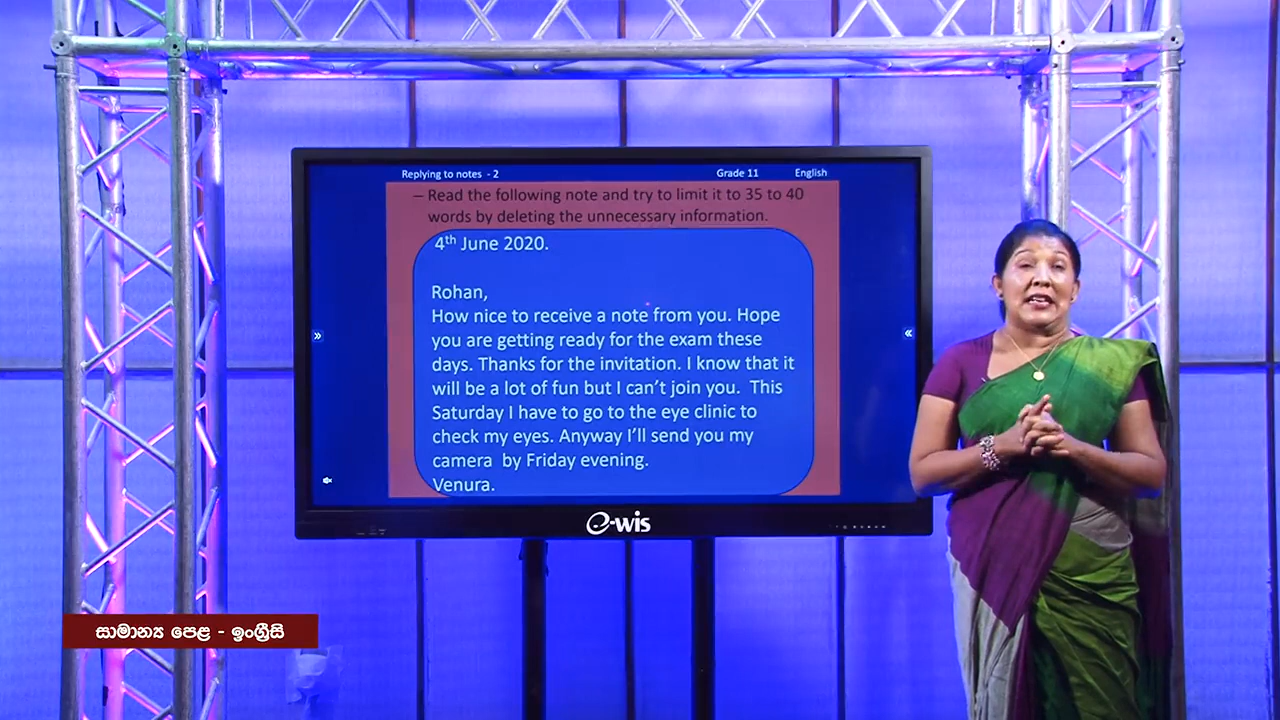 Replying to notes - 2 Grade 11 English
– Read the following note and try to limit it to 35 to 40
words by deleting the unnecessary information.
4th June 2020.
Rohan,
How nice to receive a note from you. Hope
you are getting ready for the exam these
days. Thanks for the invitation. I know that it
will be a lot of fun but I can't join you. This
Saturday I have to go to the eye clinic to
check my eyes. Anyway I'll send you my
camera by Friday evening.
Venura.
e-wis
සාමාන්‍ය පෙළ - ඉංග්‍රීසි